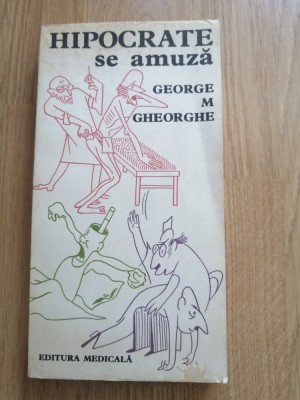 HIPOCRATE
se amuză
GEORGE
M
GHEORGHE
EDITURA MEDICALĂ